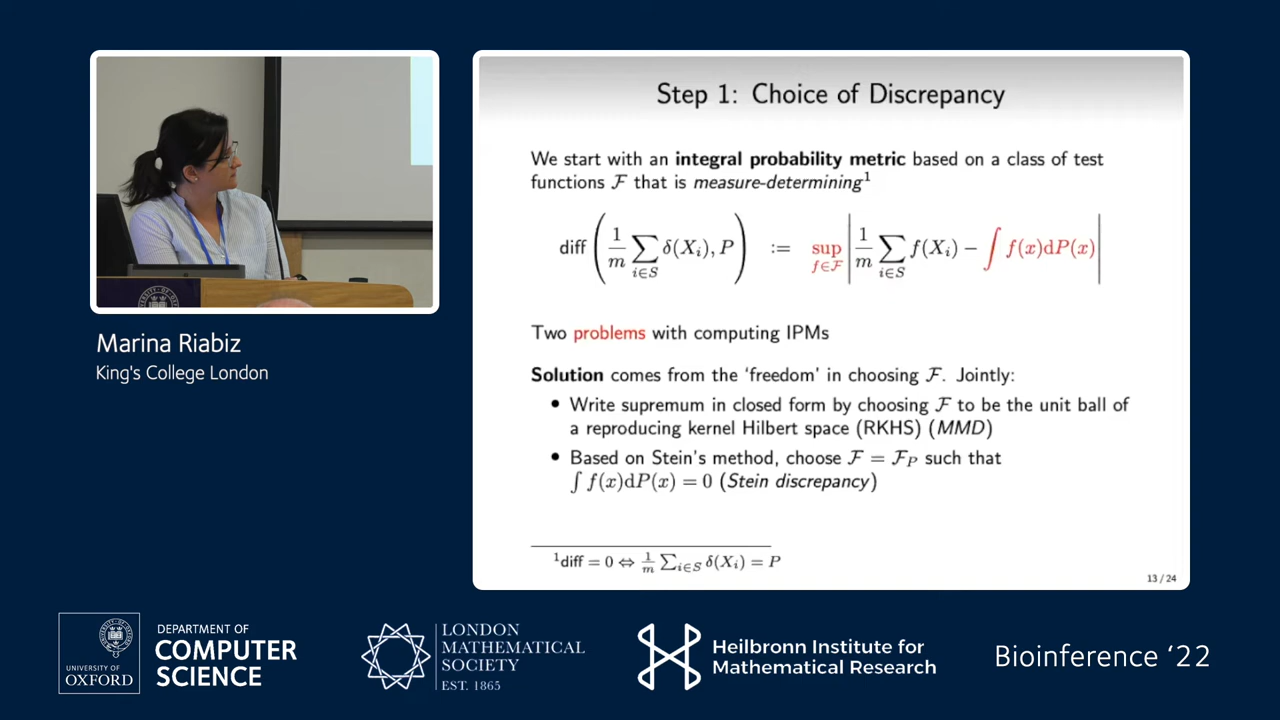 Step 1: Choice of Discrepancy
We start with an integral probability metric based on a class of test
functions ℱ that is measure-determining¹
diff ( 1/m ∑_{i∈S} δ(X_i), P ) := sup_{f∈ℱ} | 1/m ∑_{i∈S} f(X_i) − ∫ f(x)dP(x) |
Two problems with computing IPMs
Solution comes from the ‘freedom’ in choosing ℱ. Jointly:
• Write supremum in closed form by choosing ℱ to be the unit ball of
a reproducing kernel Hilbert space (RKHS) (MMD)
• Based on Stein's method, choose ℱ = ℱ_P such that
∫ f(x)dP(x) = 0 (Stein discrepancy)
¹diff = 0 ⇔ 1/m ∑_{i∈S} δ(X_i) = P
13 / 24
Marina Riabiz
King's College London
UNIVERSITY OF
OXFORD
DEPARTMENT OF
COMPUTER
SCIENCE
LONDON
MATHEMATICAL
SOCIETY
EST. 1865
Heilbronn Institute for
Mathematical Research
Bioinference ‘22